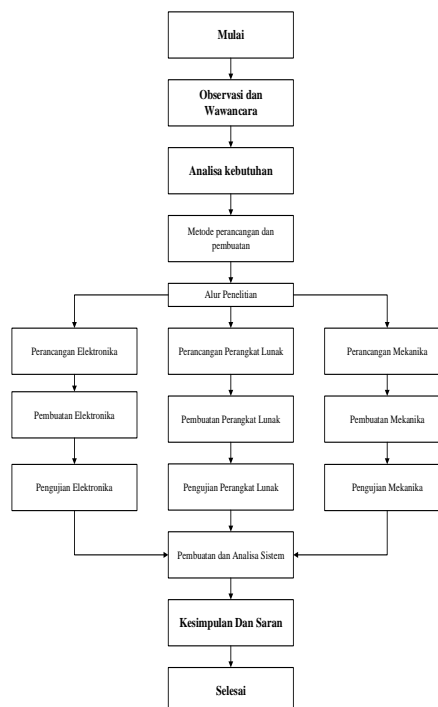 Mulai
Observasi dan
Wawancara
Analisa kebutuhan
Metode perancangan dan
pembuatan
Alur Penelitian
Perancangan Elektronika
Perancangan Perangkat Lunak
Perancangan Mekanika
Pembuatan Elektronika
Pembuatan Perangkat Lunak
Pembuatan Mekanika
Pengujian Elektronika
Pengujian Perangkat Lunak
Pengujian Mekanika
Pembuatan dan Analisa Sistem
Kesimpulan Dan Saran
Selesai